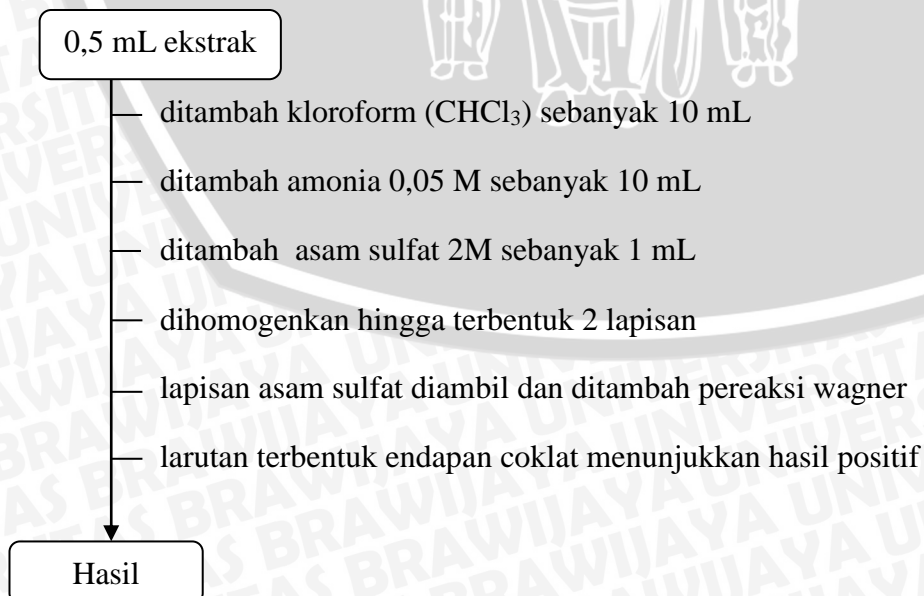 0,5 mL ekstrak
ditambah kloroform (CHCl₃) sebanyak 10 mL
ditambah amonia 0,05 M sebanyak 10 mL
ditambah asam sulfat 2M sebanyak 1 mL
dihomogenkan hingga terbentuk 2 lapisan
lapisan asam sulfat diambil dan ditambah pereaksi wagner
larutan terbentuk endapan coklat menunjukkan hasil positif
Hasil